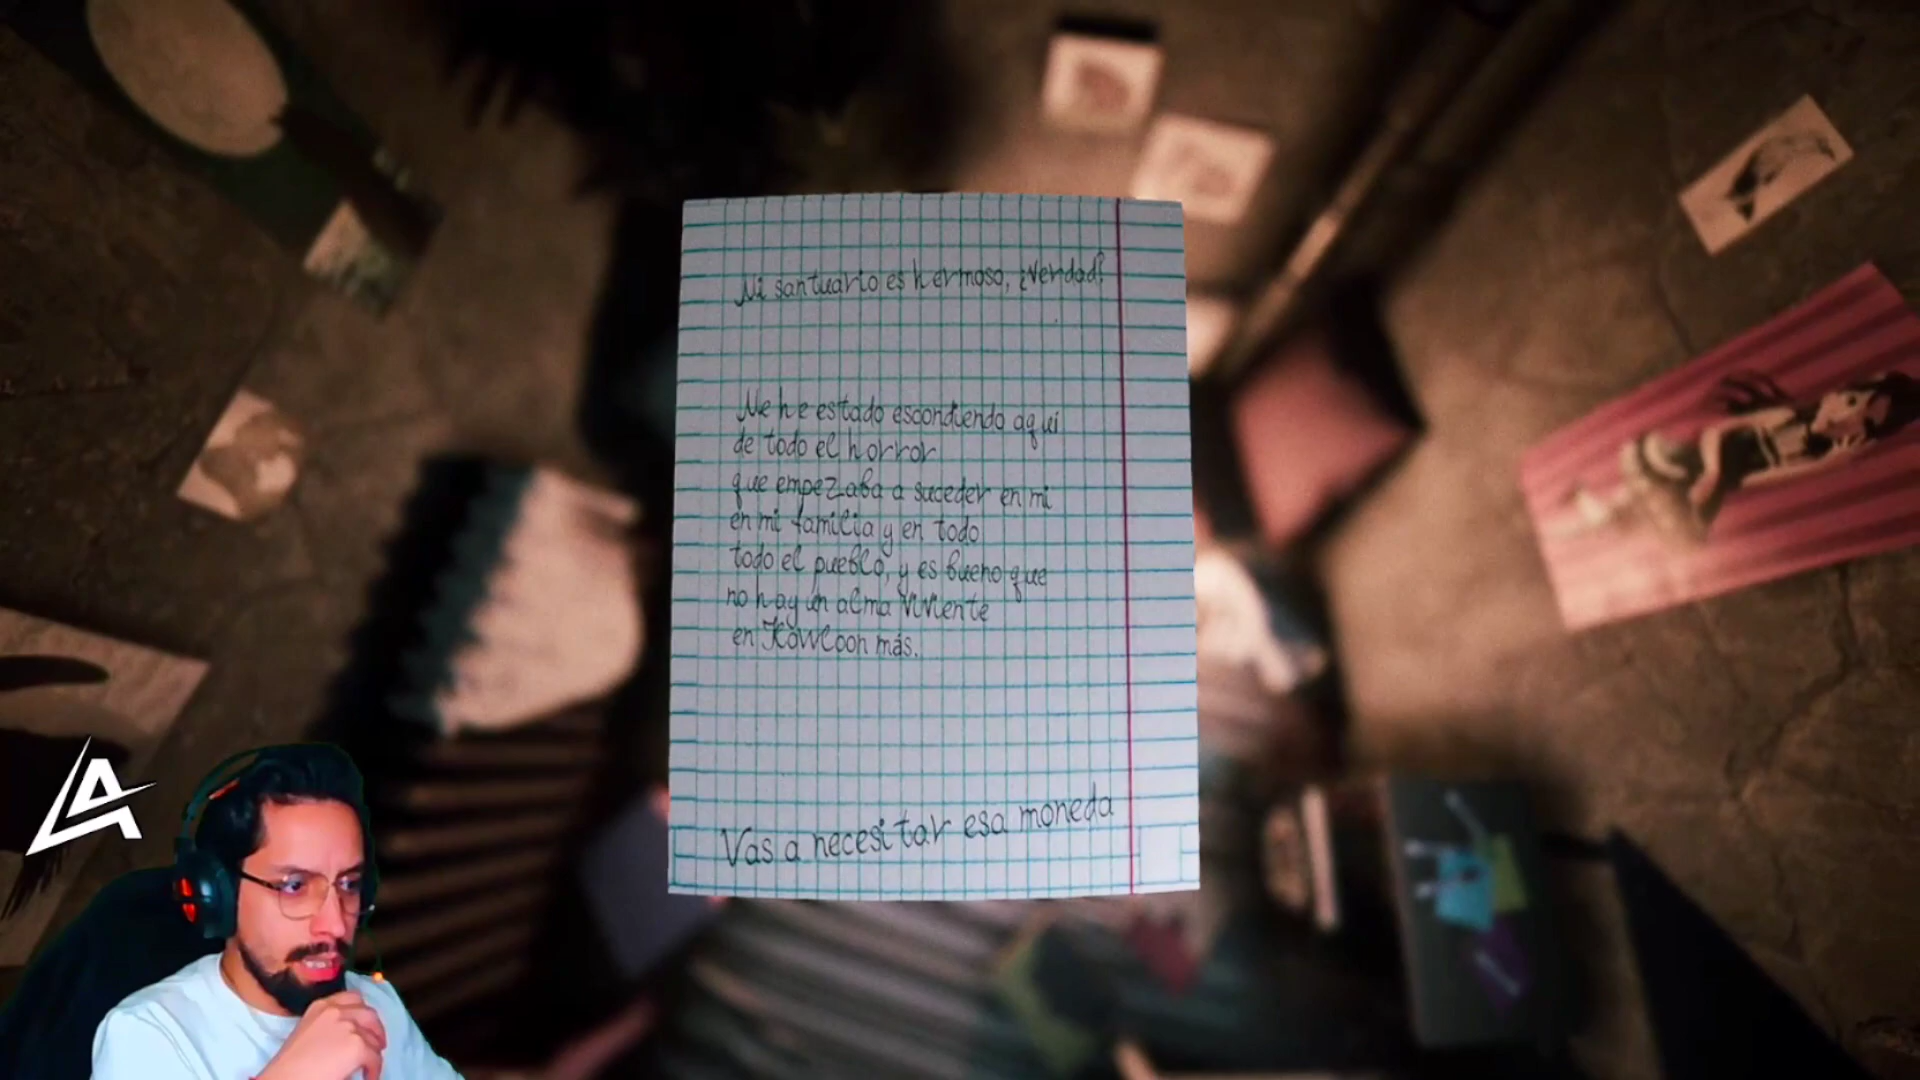 Mi santuario es hermoso, ¿verdad?
Me he estado escondiendo aquí
de todo el horror
que empezaba a suceder en mi
en mi familia y en todo
todo el pueblo, y es bueno que
no hay un alma viviente
en Kowloon más.
Vas a necesitar esa moneda